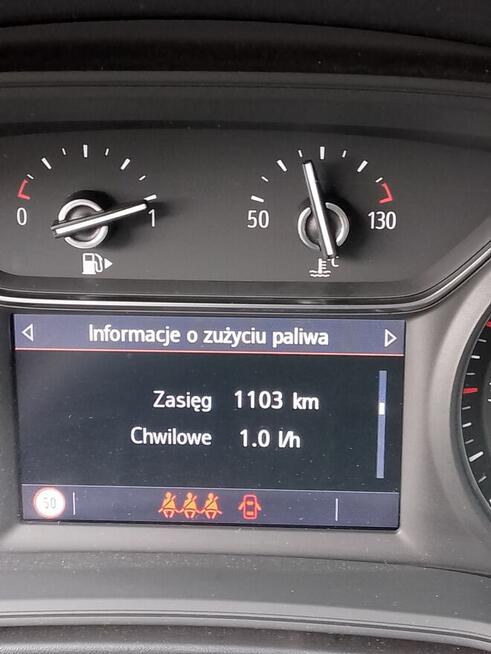 0 1 50 130
°C
Informacje o zużyciu paliwa
Zasięg 1103 km
Chwilowe 1.0 l/h
50